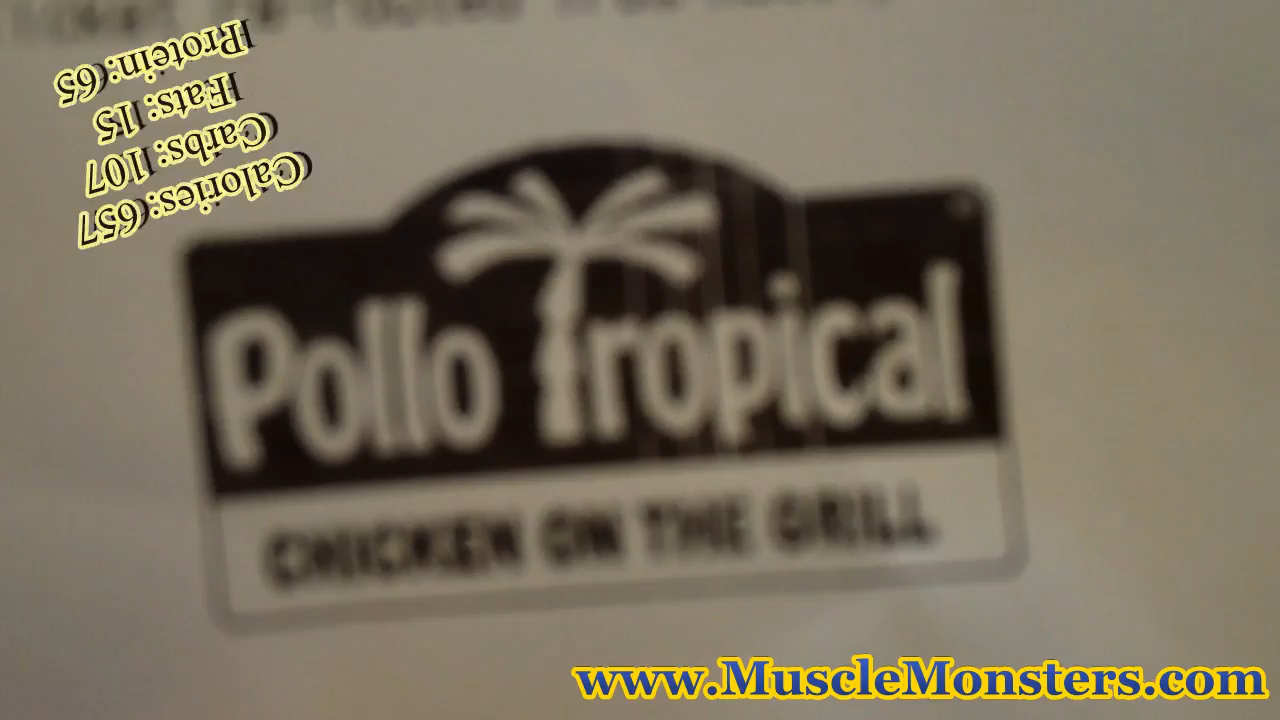 Calories: 657
Carbs: 107
Fats: 15
Protein: 65
Pollo Tropical
CHICKEN ON THE GRILL
www.MuscleMonsters.com